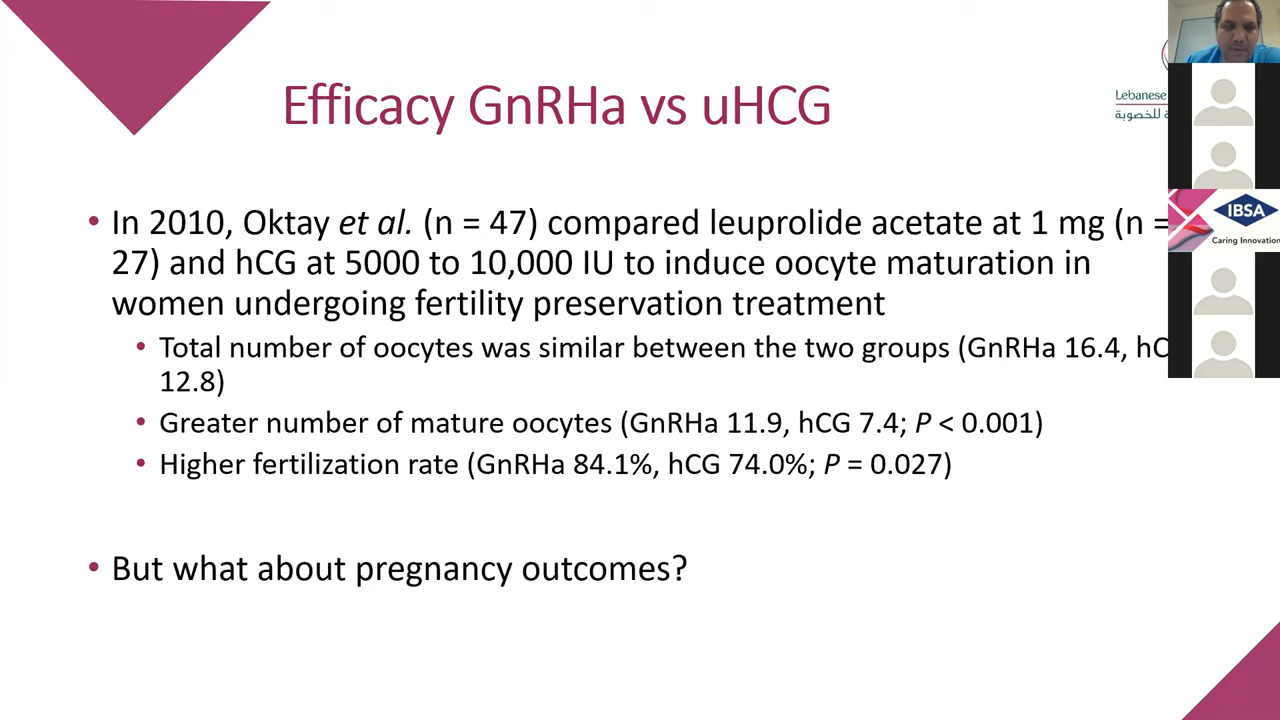 Efficacy GnRHa vs uHCG
Lebanese
للخصوبة
IBSA
Caring Innovation
• In 2010, Oktay et al. (n = 47) compared leuprolide acetate at 1 mg (n =
27) and hCG at 5000 to 10,000 IU to induce oocyte maturation in
women undergoing fertility preservation treatment
• Total number of oocytes was similar between the two groups (GnRHa 16.4, hC
12.8)
• Greater number of mature oocytes (GnRHa 11.9, hCG 7.4; P < 0.001)
• Higher fertilization rate (GnRHa 84.1%, hCG 74.0%; P = 0.027)
• But what about pregnancy outcomes?